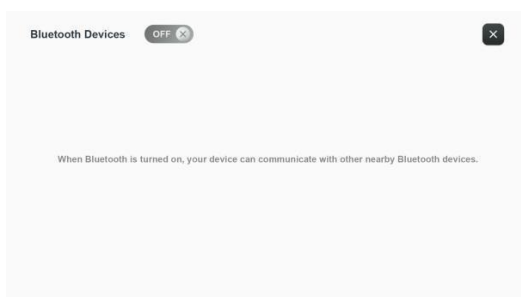 Bluetooth Devices OFF
When Bluetooth is turned on, your device can communicate with other nearby Bluetooth devices.